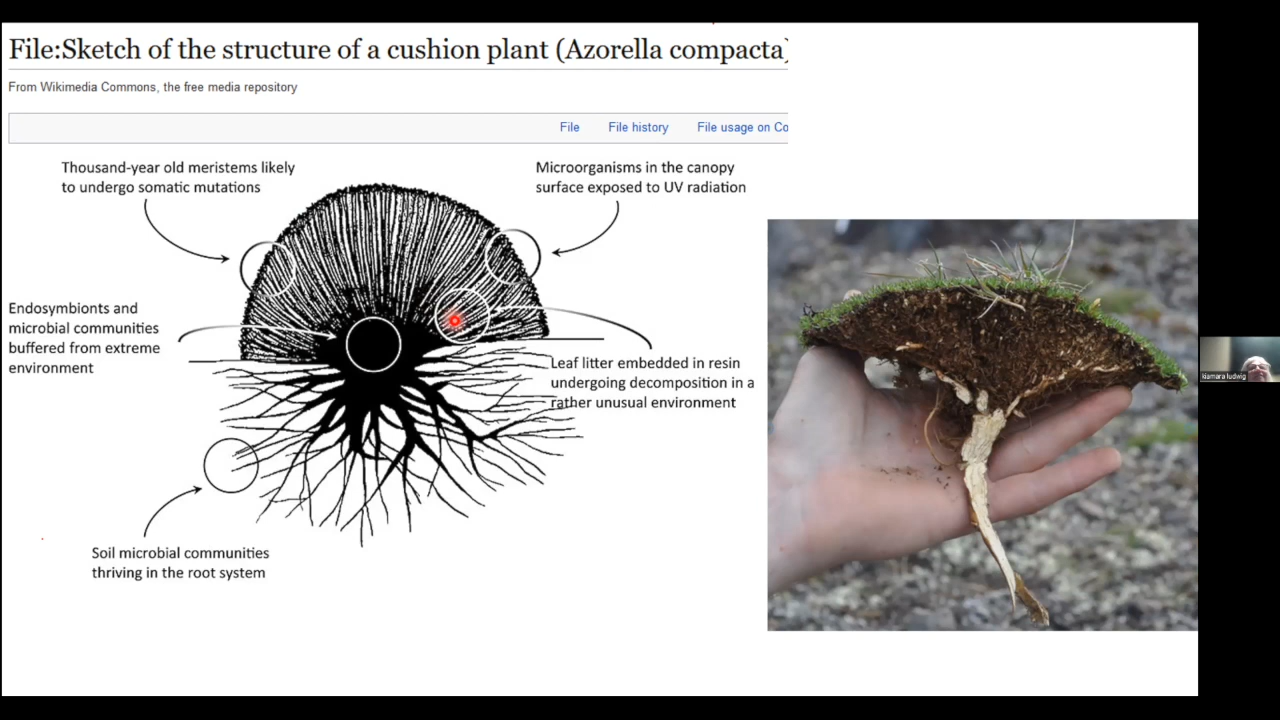 File:Sketch of the structure of a cushion plant (Azorella compacta)
From Wikimedia Commons, the free media repository
File File history File usage on Co
Thousand-year old meristems likely
to undergo somatic mutations
Microorganisms in the canopy
surface exposed to UV radiation
Endosymbionts and
microbial communities
buffered from extreme
environment
Leaf litter embedded in resin
undergoing decomposition in a
rather unusual environment
Soil microbial communities
thriving in the root system
kiamara ludwig